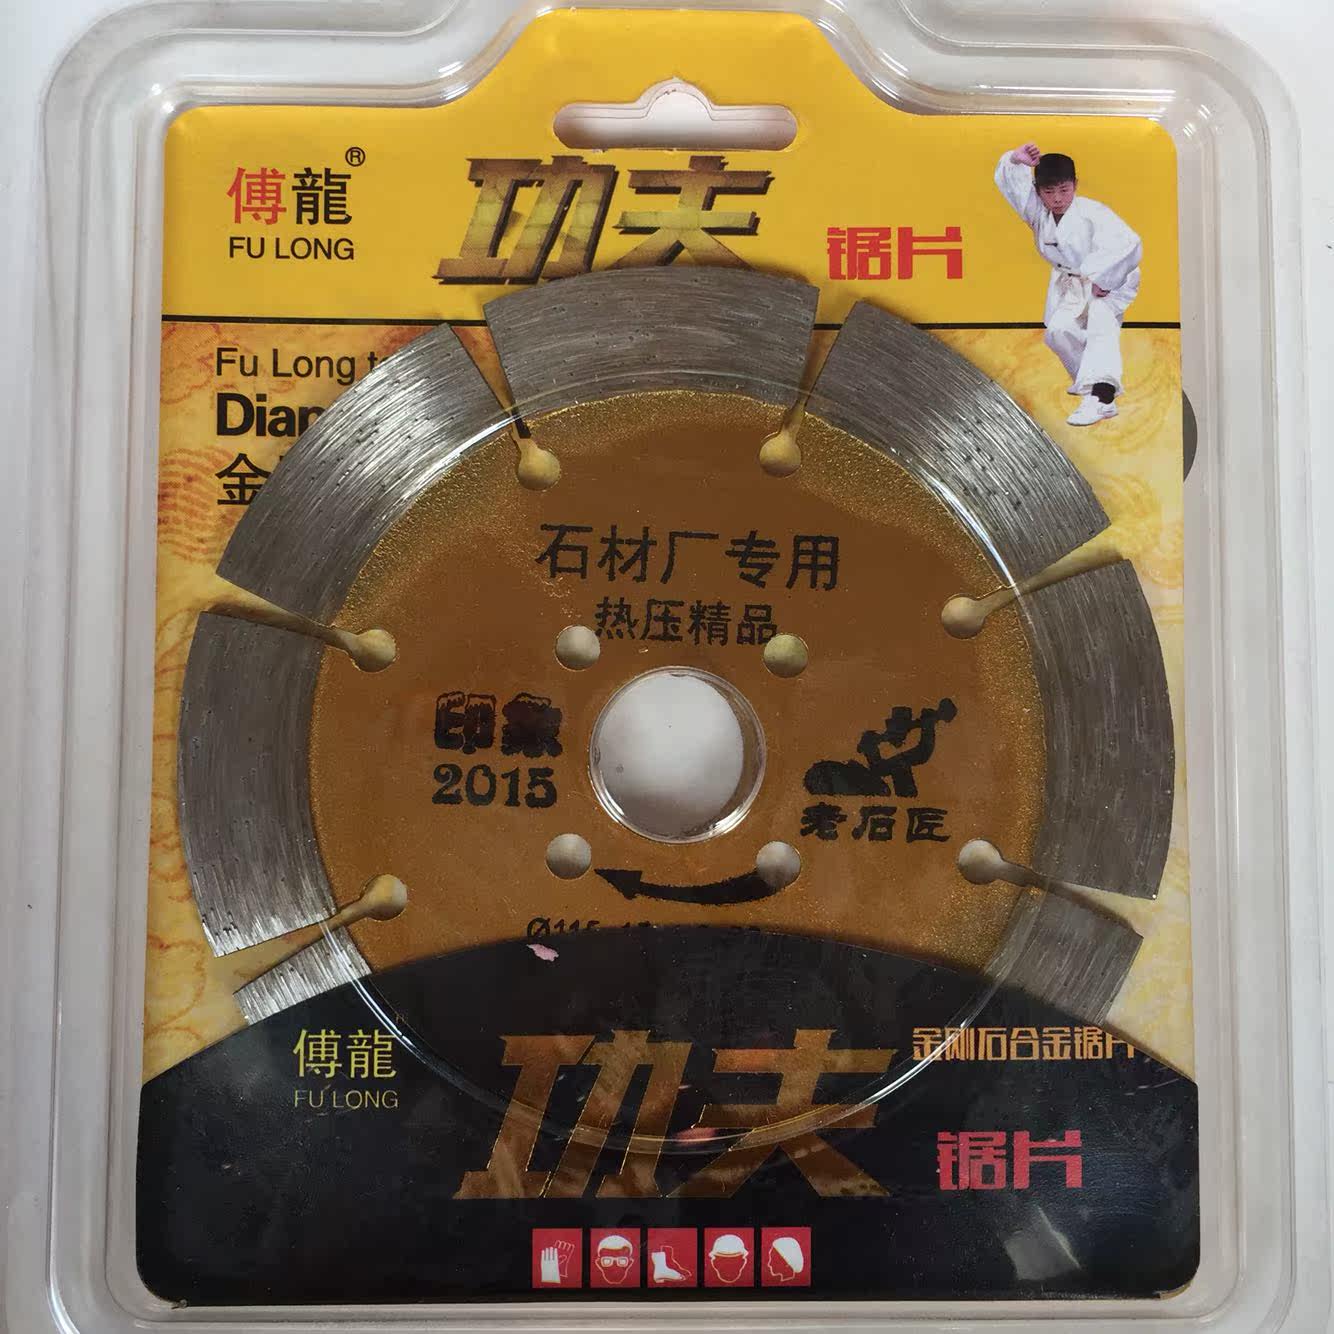 傅龍®
FU LONG
功夫
锯片
Fu Long
石材厂专用
热压精品
印象
2015
老石匠
傅龍
FU LONG
功夫
金刚石合金锯片
锯片